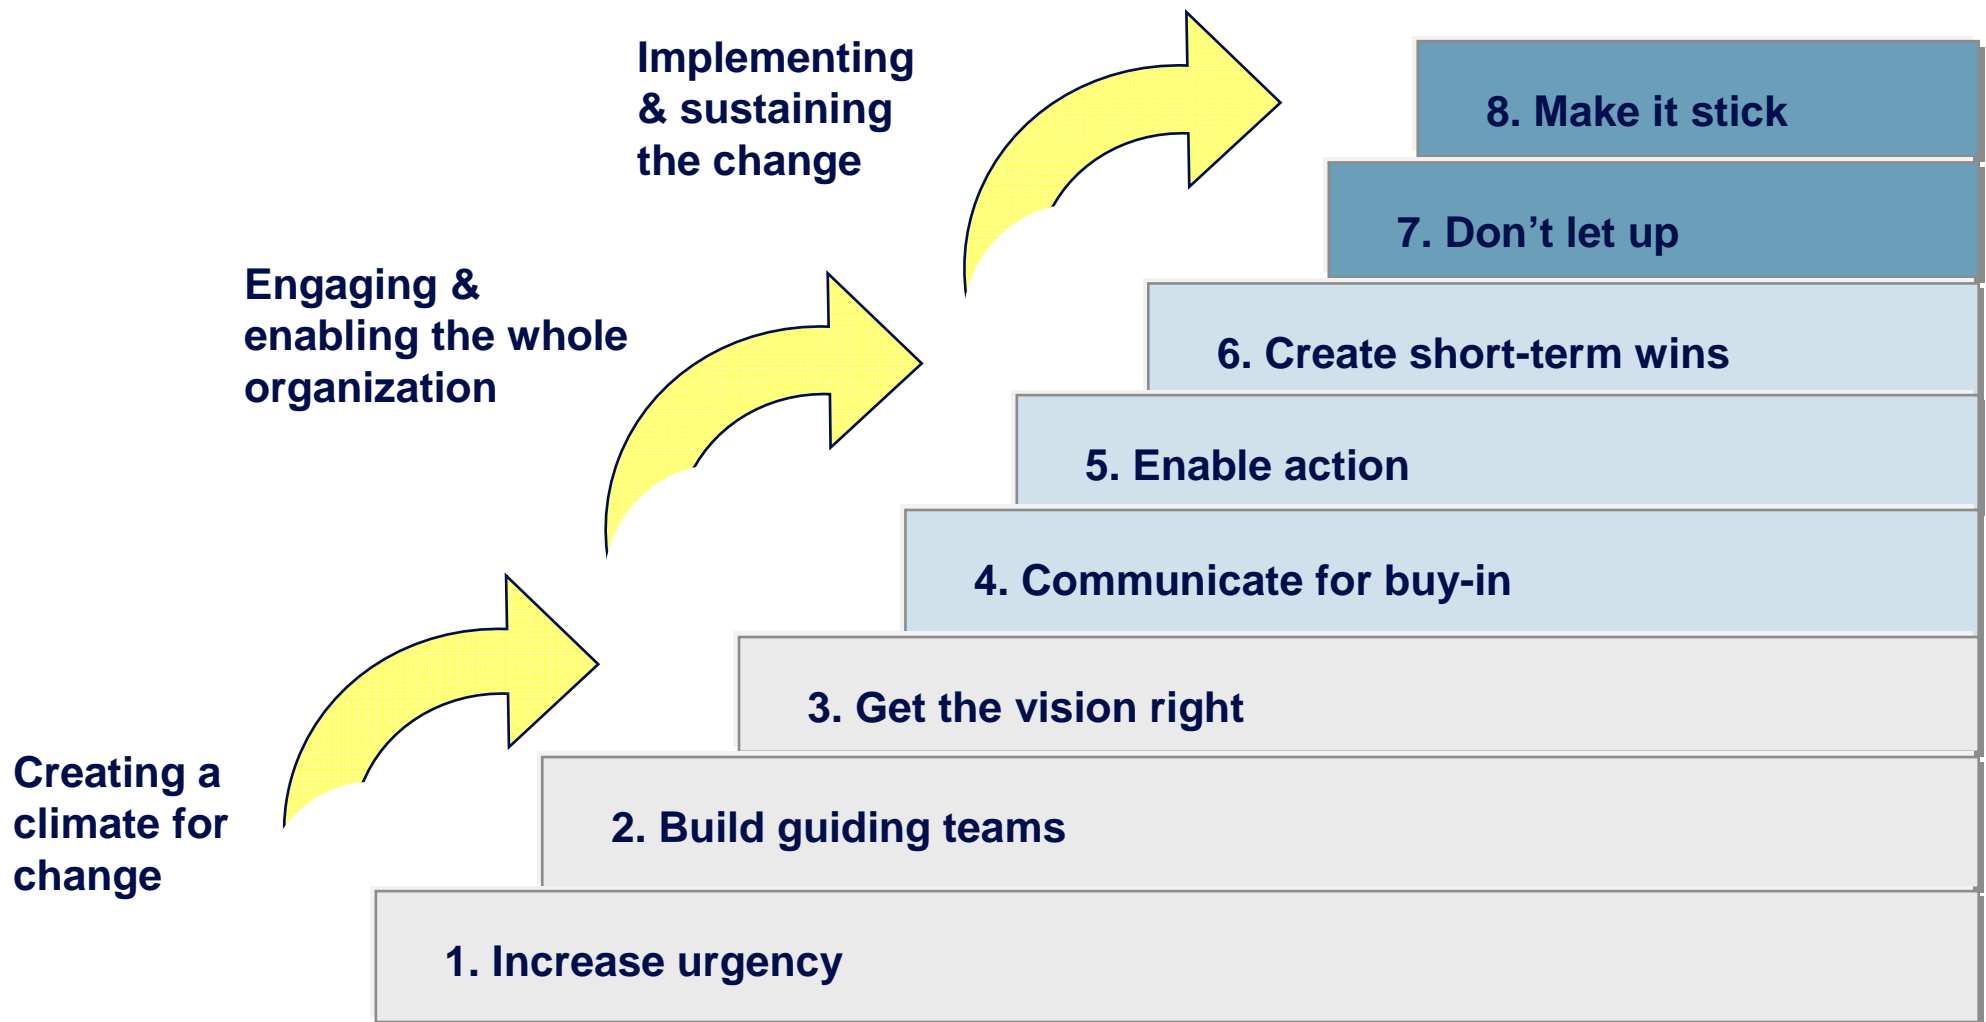 Implementing
& sustaining
the change
Engaging &
enabling the whole
organization
Creating a
climate for
change
8. Make it stick
7. Don’t let up
6. Create short-term wins
5. Enable action
4. Communicate for buy-in
3. Get the vision right
2. Build guiding teams
1. Increase urgency